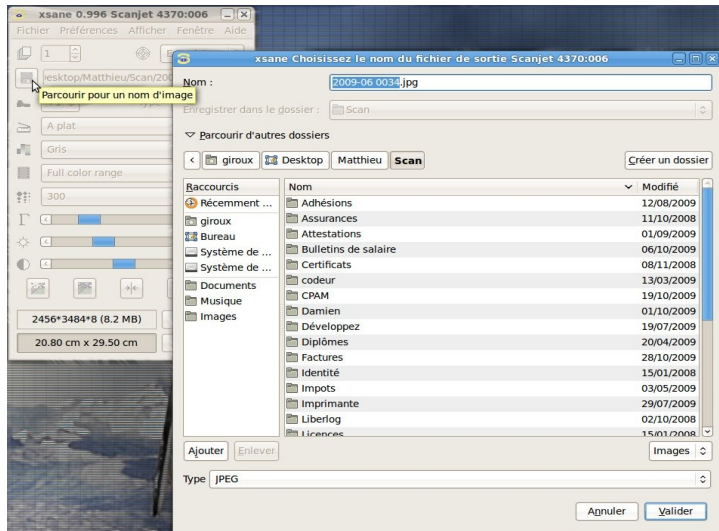 xsane 0.996 Scanjet 4370:006
Fichier Préférences Afficher Fenêtre Aide
1
esktop/Matthieu/Scan/200
Parcourir pour un nom d'image
A plat
Gris
Full color range
300
2456*3484*8 (8.2 MB)
20.80 cm x 29.50 cm
xsane Choisissez le nom du fichier de sortie Scanjet 4370:006
Nom : 2009-06 0034.jpg
Enregistrer dans le dossier : Scan
Parcourir d'autres dossiers
giroux Desktop Matthieu Scan Créer un dossier
Raccourcis
Récemment ...
giroux
Bureau
Système de ...
Système de ...
Documents
Musique
Images
Nom Modifié
Adhésions 12/08/2009
Assurances 11/10/2008
Attestations 01/09/2009
Bulletins de salaire 06/10/2009
Certificats 08/11/2008
codeur 13/03/2009
CPAM 19/10/2009
Damien 01/10/2009
Développez 19/07/2009
Diplômes 20/04/2009
Factures 28/10/2009
Identité 15/01/2008
Impots 03/05/2009
Imprimante 29/07/2009
Liberlog 02/10/2008
Licences 15/01/2008
Ajouter Enlever Images
Type JPEG
Annuler Valider